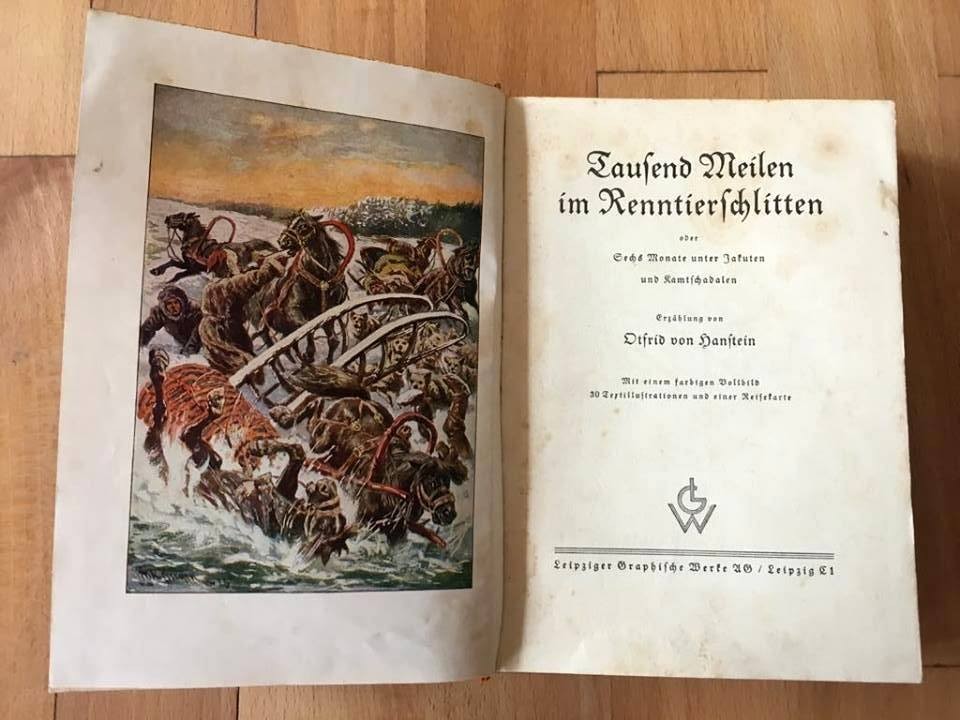 Tauſend Meilen
im Renntierſchlitten
oder
Sechs Monate unter Jakuten
und Kamtſchadalen
Erzählung von
Otfrid von Hanſtein
Mit einem farbigen Vollbild
30 Textilluſtrationen und einer Reiſekarte
LGW
Leipziger Graphiſche Werke AG / Leipzig C1